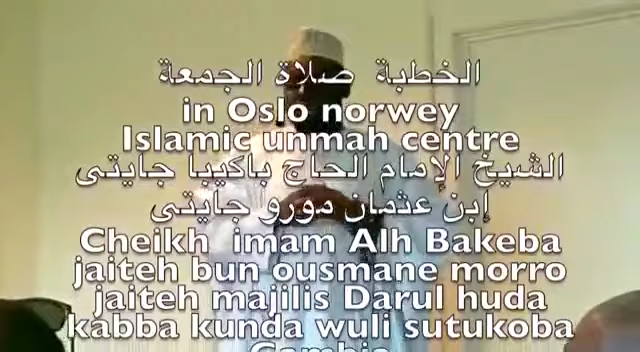 الخطبة صلاة الجمعة
in Oslo norwey
Islamic unmah centre
الشيخ الإمام الحاج باكيبا جايتى
إبن عثمان مورو جايتى
Cheikh imam Alh Bakeba
jaiteh bun ousmane morro
jaiteh majilis Darul huda
kabba kunda wuli sutukoba
Gambia